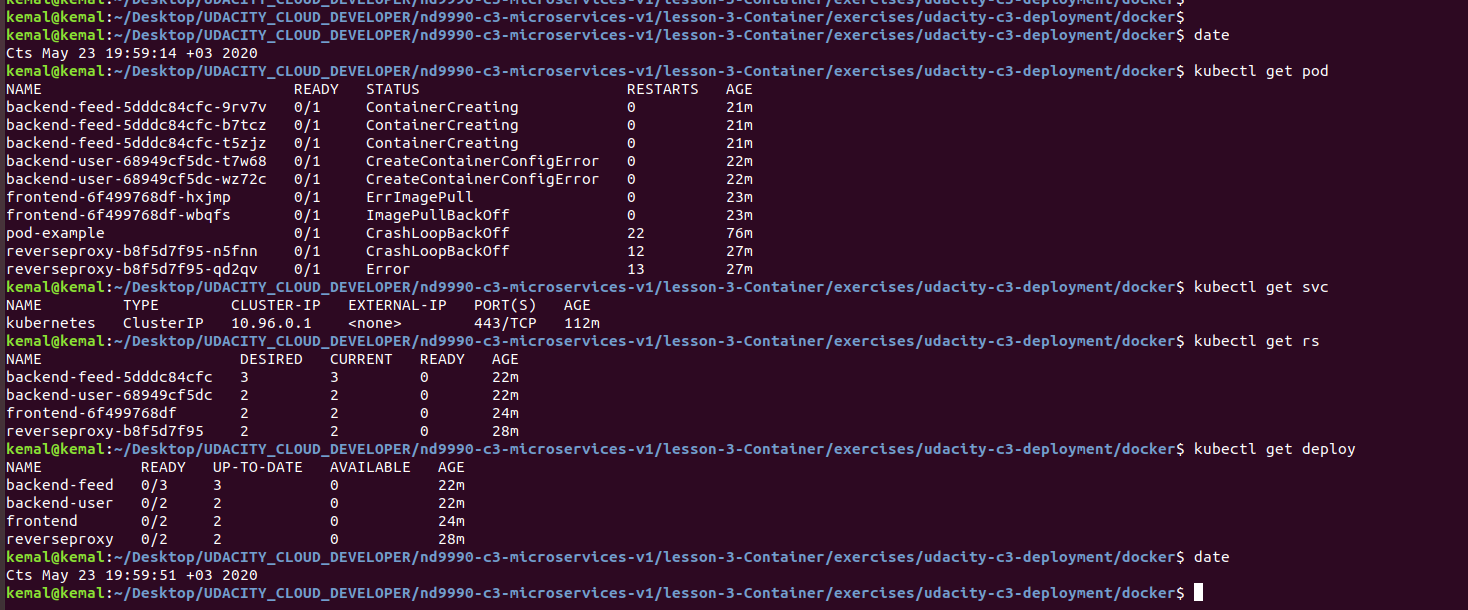 kemal@kemal:~/Desktop/UDACITY_CLOUD_DEVELOPER/nd9990-c3-microservices-v1/lesson-3-Container/exercises/udacity-c3-deployment/docker$
kemal@kemal:~/Desktop/UDACITY_CLOUD_DEVELOPER/nd9990-c3-microservices-v1/lesson-3-Container/exercises/udacity-c3-deployment/docker$
kemal@kemal:~/Desktop/UDACITY_CLOUD_DEVELOPER/nd9990-c3-microservices-v1/lesson-3-Container/exercises/udacity-c3-deployment/docker$ date
Cts May 23 19:59:14 +03 2020
kemal@kemal:~/Desktop/UDACITY_CLOUD_DEVELOPER/nd9990-c3-microservices-v1/lesson-3-Container/exercises/udacity-c3-deployment/docker$ kubectl get pod
NAME READY STATUS RESTARTS AGE
backend-feed-5dddc84cfc-9rv7v 0/1 ContainerCreating 0 21m
backend-feed-5dddc84cfc-b7tcz 0/1 ContainerCreating 0 21m
backend-feed-5dddc84cfc-t5zjz 0/1 ContainerCreating 0 21m
backend-user-68949cf5dc-t7w68 0/1 CreateContainerConfigError 0 22m
backend-user-68949cf5dc-wz72c 0/1 CreateContainerConfigError 0 22m
frontend-6f499768df-hxjmp 0/1 ErrImagePull 0 23m
frontend-6f499768df-wbqfs 0/1 ImagePullBackOff 0 23m
pod-example 0/1 CrashLoopBackOff 22 76m
reverseproxy-b8f5d7f95-n5fnn 0/1 CrashLoopBackOff 12 27m
reverseproxy-b8f5d7f95-qd2qv 0/1 Error 13 27m
kemal@kemal:~/Desktop/UDACITY_CLOUD_DEVELOPER/nd9990-c3-microservices-v1/lesson-3-Container/exercises/udacity-c3-deployment/docker$ kubectl get svc
NAME TYPE CLUSTER-IP EXTERNAL-IP PORT(S) AGE
kubernetes ClusterIP 10.96.0.1 <none> 443/TCP 112m
kemal@kemal:~/Desktop/UDACITY_CLOUD_DEVELOPER/nd9990-c3-microservices-v1/lesson-3-Container/exercises/udacity-c3-deployment/docker$ kubectl get rs
NAME DESIRED CURRENT READY AGE
backend-feed-5dddc84cfc 3 3 0 22m
backend-user-68949cf5dc 2 2 0 22m
frontend-6f499768df 2 2 0 24m
reverseproxy-b8f5d7f95 2 2 0 28m
kemal@kemal:~/Desktop/UDACITY_CLOUD_DEVELOPER/nd9990-c3-microservices-v1/lesson-3-Container/exercises/udacity-c3-deployment/docker$ kubectl get deploy
NAME READY UP-TO-DATE AVAILABLE AGE
backend-feed 0/3 3 0 22m
backend-user 0/2 2 0 22m
frontend 0/2 2 0 24m
reverseproxy 0/2 2 0 28m
kemal@kemal:~/Desktop/UDACITY_CLOUD_DEVELOPER/nd9990-c3-microservices-v1/lesson-3-Container/exercises/udacity-c3-deployment/docker$ date
Cts May 23 19:59:51 +03 2020
kemal@kemal:~/Desktop/UDACITY_CLOUD_DEVELOPER/nd9990-c3-microservices-v1/lesson-3-Container/exercises/udacity-c3-deployment/docker$